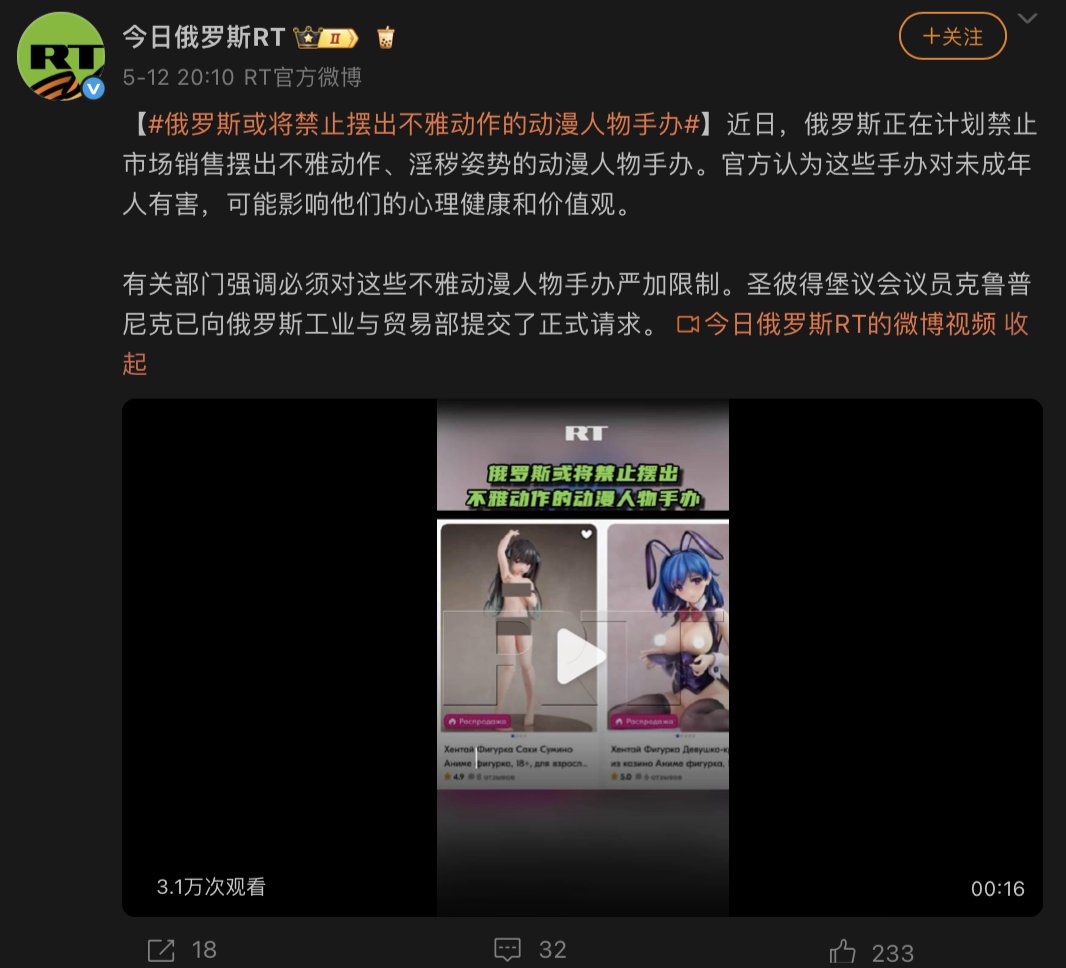 RT
今日俄罗斯RT II
5-12 20:10 RT官方微博
+关注
【#俄罗斯或将禁止摆出不雅动作的动漫人物手办#】近日，俄罗斯正在计划禁止
市场销售摆出不雅动作、淫秽姿势的动漫人物手办。官方认为这些手办对未成年
人有害，可能影响他们的心理健康和价值观。
有关部门强调必须对这些不雅动漫人物手办严加限制。圣彼得堡议会议员克鲁普
尼克已向俄罗斯工业与贸易部提交了正式请求。 今日俄罗斯RT的微博视频 收
起
RT
俄罗斯或将禁止摆出
不雅动作的动漫人物手办
RT
Распродажа
Распродажа
Хентай Фигурка Саки Сумино
Аниме фигурка, 18+, для взросл...
4.9 8 отзывов
Хентай Фигурка Девушка-к
из казино Аниме фигурка,
5.0 6 отзывов
3.1万次观看
00:16
18
32
233